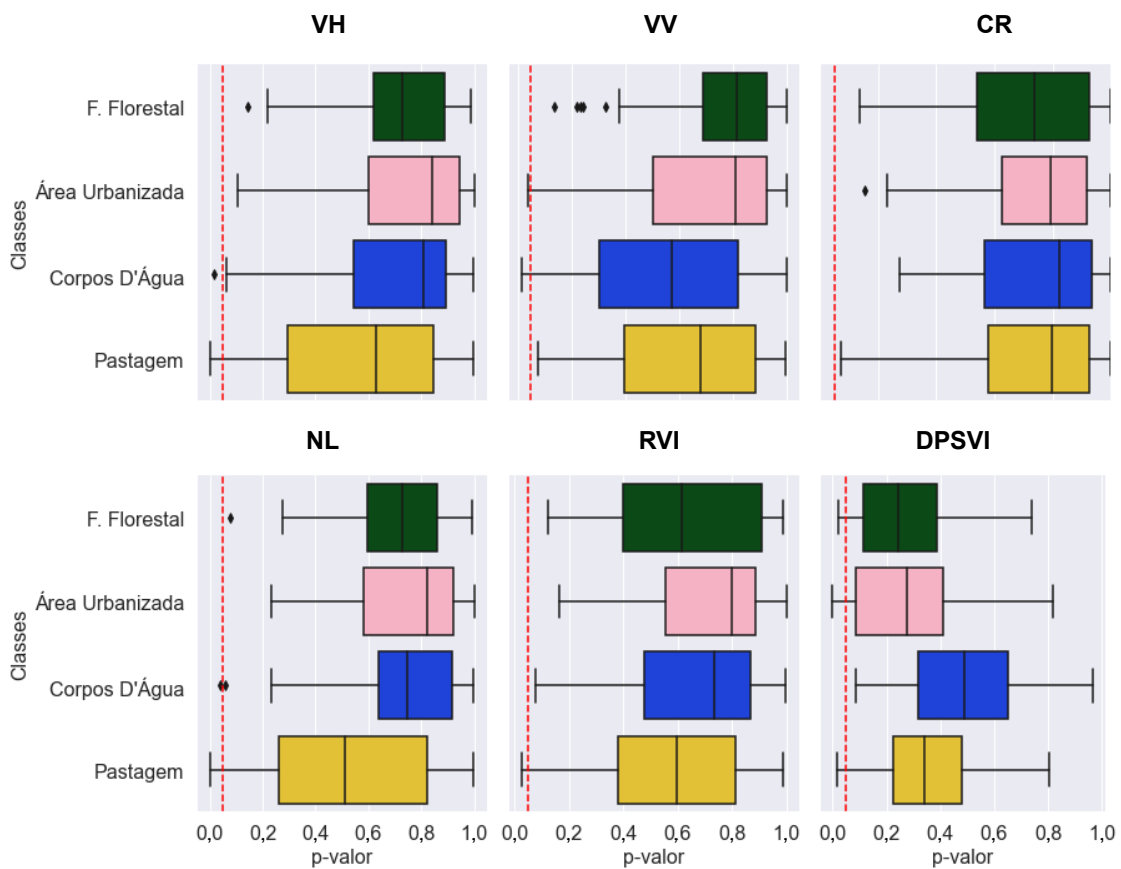 VH VV CR
Classes
F. Florestal
Área Urbanizada
Corpos D'Água
Pastagem
NL RVI DPSVI
Classes
F. Florestal
Área Urbanizada
Corpos D'Água
Pastagem
0,0 0,2 0,4 0,6 0,8 1,0 0,0 0,2 0,4 0,6 0,8 1,0 0,0 0,2 0,4 0,6 0,8 1,0
p-valor p-valor p-valor